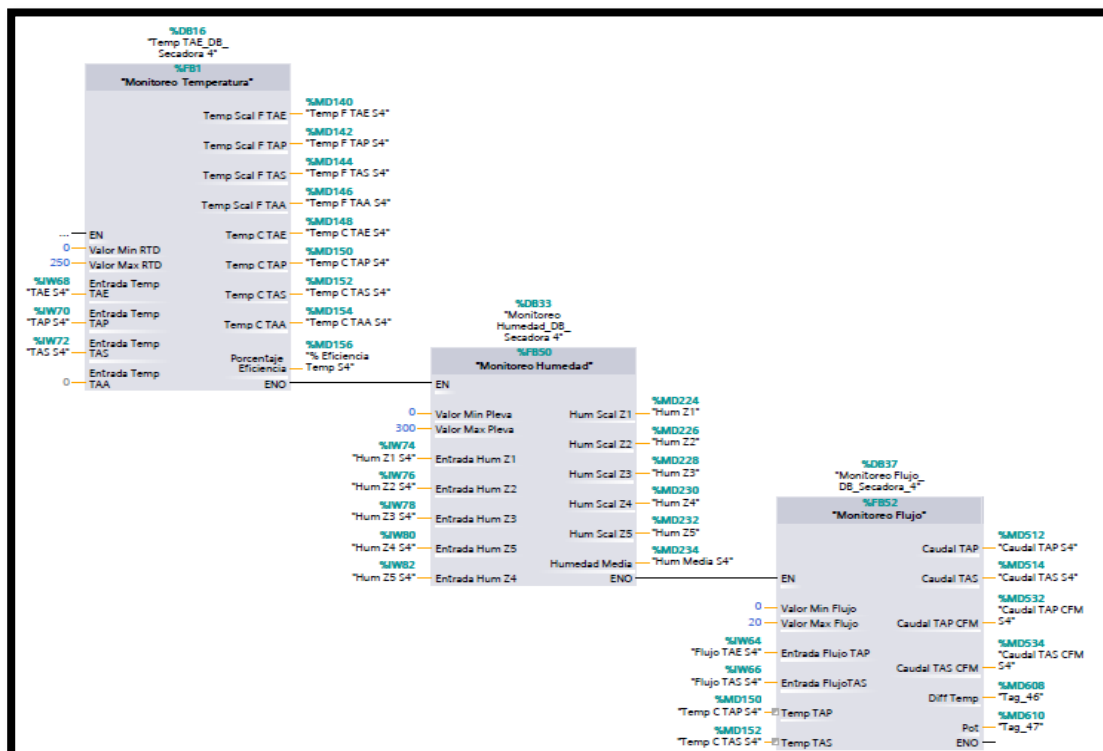 %DB16
"Temp TAE_DB_
Secadora 4"
%FB1
"Monitoreo Temperatura"
Temp Scal F TAE
%MD140
"Temp F TAE S4"
Temp Scal F TAP
%MD142
"Temp F TAP S4"
Temp Scal F TAS
%MD144
"Temp F TAS S4"
Temp Scal F TAA
%MD146
"Temp F TAA S4"
... EN
Temp C TAE
%MD148
"Temp C TAE S4"
0 Valor Min RTD
250 Valor Max RTD
Temp C TAP
%MD150
"Temp C TAP S4"
%IW68
"TAE S4"
Entrada Temp
TAE
Temp C TAS
%MD152
"Temp C TAS S4"
%IW70
"TAP S4"
Entrada Temp
TAP
Temp C TAA
%MD154
"Temp C TAA S4"
%IW72
"TAS S4"
Entrada Temp
TAS
Porcentaje
Eficiencia
%MD156
"% Eficiencia
Temp S4"
0
Entrada Temp
TAA
ENO
%DB33
"Monitoreo
Humedad_DB_
Secadora 4"
%FB50
"Monitoreo Humedad"
EN
0 Valor Min Pleva
300 Valor Max Pleva
Hum Scal Z1
%MD224
"Hum Z1"
%IW74
"Hum Z1 S4"
Entrada Hum Z1
Hum Scal Z2
%MD226
"Hum Z2"
%IW76
"Hum Z2 S4"
Entrada Hum Z2
Hum Scal Z3
%MD228
"Hum Z3"
%IW78
"Hum Z3 S4"
Entrada Hum Z3
Hum Scal Z4
%MD230
"Hum Z4"
%IW80
"Hum Z4 S4"
Entrada Hum Z5
Hum Scal Z5
%MD232
"Hum Z5"
%IW82
"Hum Z5 S4"
Entrada Hum Z4
Humedad Media
%MD234
"Hum Media S4"
ENO
%DB37
"Monitoreo Flujo_
DB_Secadora_4"
%FB52
"Monitoreo Flujo"
Caudal TAP
%MD512
"Caudal TAP S4"
EN
Caudal TAS
%MD514
"Caudal TAS S4"
0 Valor Min Flujo
20 Valor Max Flujo
Caudal TAP CFM
%MD532
"Caudal TAP CFM
S4"
%IW64
"Flujo TAE S4"
Entrada Flujo TAP
Caudal TAS CFM
%MD534
"Caudal TAS CFM
S4"
%IW66
"Flujo TAS S4"
Entrada FlujoTAS
Diff Temp
%MD608
"Tag_46"
%MD150
"Temp C TAP S4"
Temp TAP
Pot
%MD610
"Tag_47"
%MD152
"Temp C TAS S4"
Temp TAS
ENO